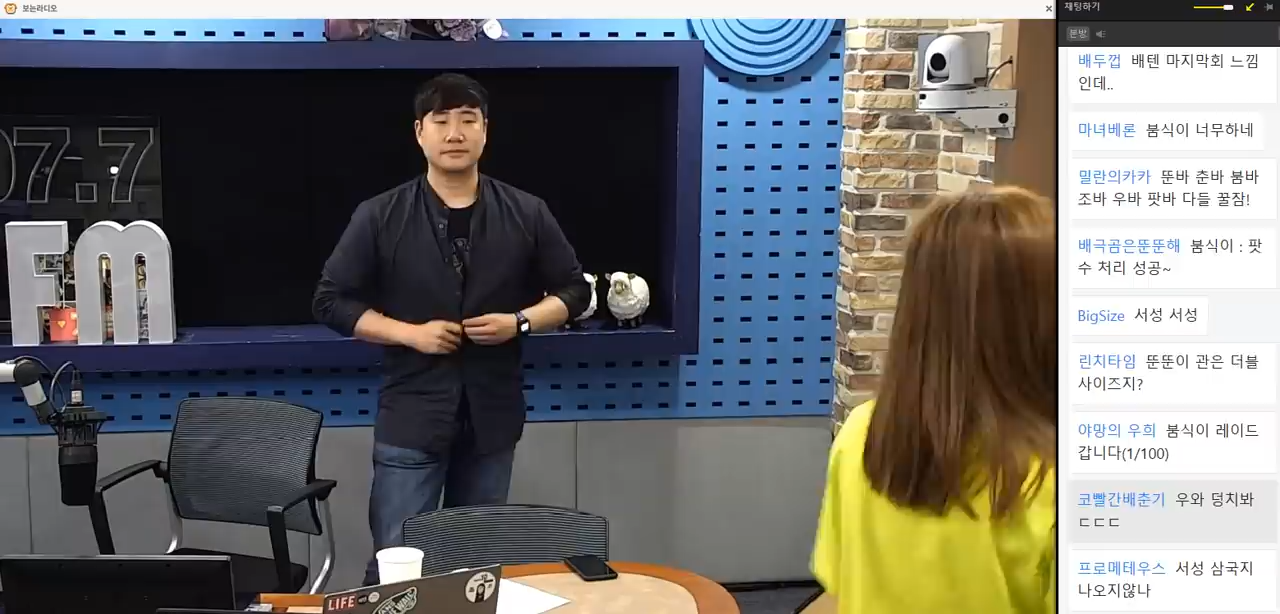 보는라디오
채팅하기
본방
07.7
FM
배두껍 배텐 마지막회 느낌
인데..
마녀베론 붐식이 너무하네
밀란의카카 뚠바 춘바 붐바
조바 우바 팟바 다들 꿀잠!
배극곰은뚠뚠해 붐식이 : 팟
수 처리 성공~
BigSize 서성 서성
린치타임 뚠뚠이 관은 더블
사이즈지?
야망의 우희 붐식이 레이드
갑니다(1/100)
코빨간배춘기 우와 덩치봐
ㄷㄷㄷ
프로메테우스 서성 삼국지
나오지않나
LIFE